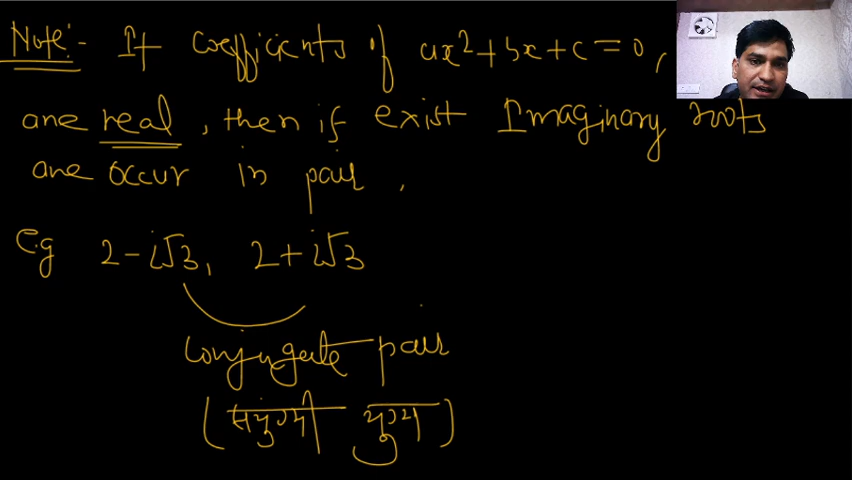 Note:- If coefficients of ax²+bx+c=0,
are real, then if exist Imaginary roots
are occur in pair.
e.g 2-i√3, 2+i√3
conjugate pair
(संयुग्मी युग्म)